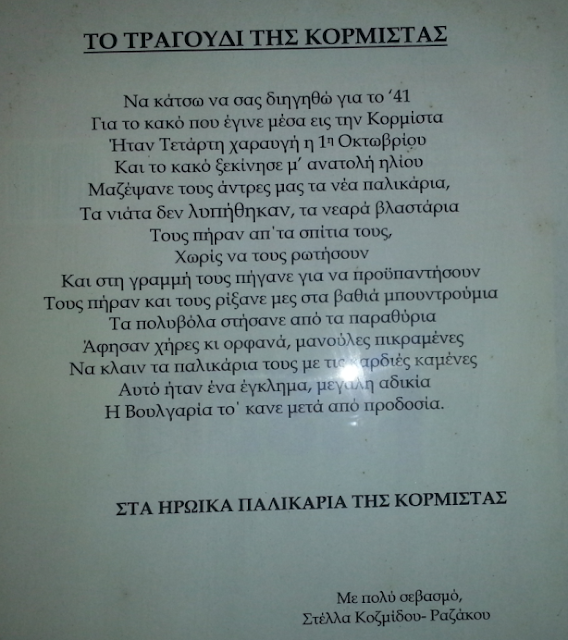 ΤΟ ΤΡΑΓΟΥΔΙ ΤΗΣ ΚΟΡΜΙΣΤΑΣ
Να κάτσω να σας διηγηθώ για το ‘41
Για το κακό που έγινε μέσα εις την Κορμίστα
Ήταν Τετάρτη χαραυγή η 1η Οκτωβρίου
Και το κακό ξεκίνησε μ’ ανατολή ηλίου
Μαζέψανε τους άντρες μας τα νέα παλικάρια,
Τα νιάτα δεν λυπήθηκαν, τα νεαρά βλαστάρια
Τους πήραν απ΄τα σπίτια τους,
Χωρίς να τους ρωτήσουν
Και στη γραμμή τους πήγανε για να προϋπαντήσουν
Τους πήραν και τους ρίξανε μες στα βαθιά μπουντρούμια
Τα πολυβόλα στήσανε από τα παραθύρια
Άφησαν χήρες κι ορφανά, μανούλες πικραμένες
Να κλαιν τα παλικάρια τους με τις καρδιές καμένες
Αυτό ήταν ένα έγκλημα, μεγάλη αδικία
Η Βουλγαρία το΄ κανε μετά από προδοσία.
ΣΤΑ ΗΡΩΙΚΑ ΠΑΛΙΚΑΡΙΑ ΤΗΣ ΚΟΡΜΙΣΤΑΣ
Με πολύ σεβασμό,
Στέλλα Κοζμίδου- Ραζάκου